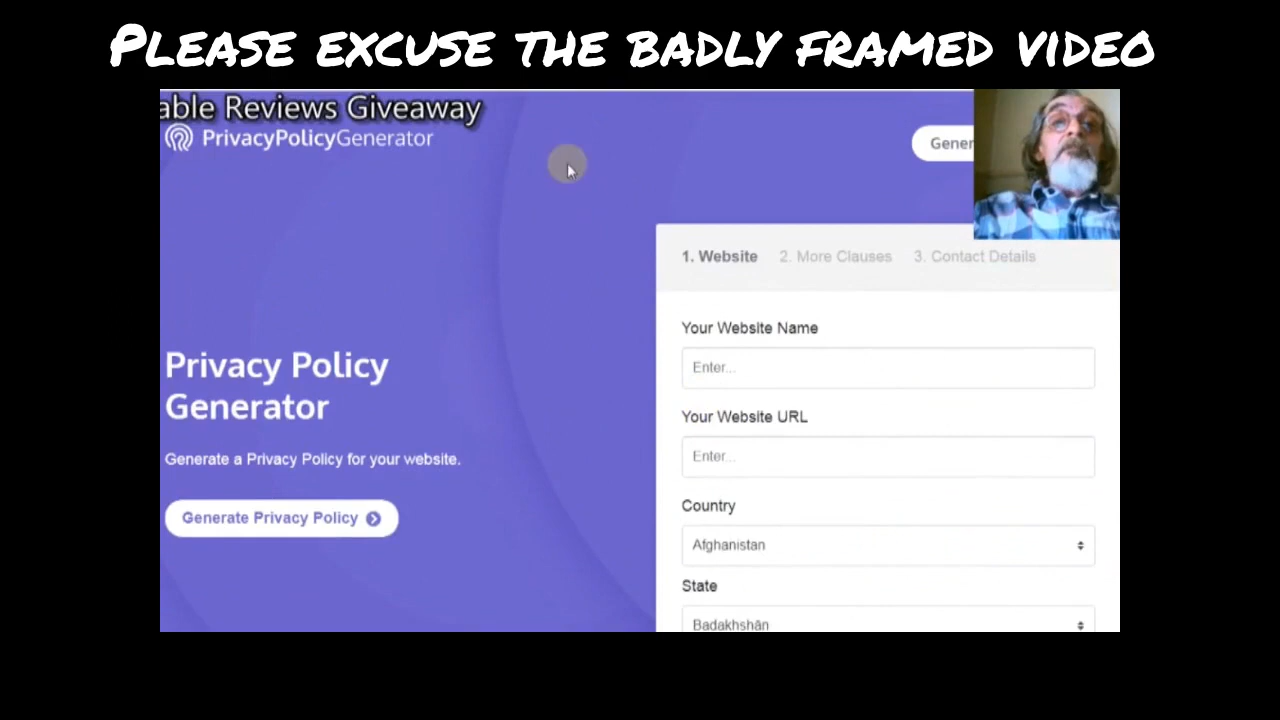 PLEASE EXCUSE THE BADLY FRAMED VIDEO
able Reviews Giveaway
PrivacyPolicyGenerator
Gener
1. Website 2. More Clauses 3. Contact Details
Your Website Name
Enter...
Your Website URL
Enter...
Privacy Policy
Generator
Generate a Privacy Policy for your website.
Generate Privacy Policy
Country
Afghanistan
State
Badakhshān